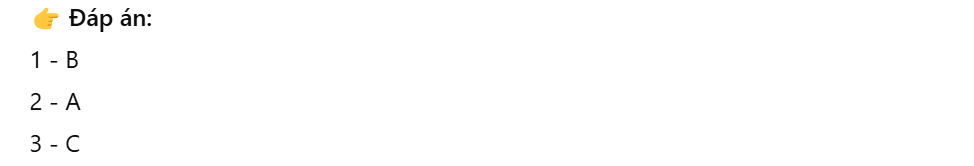 👉 Đáp án:
1 - B
2 - A
3 - C